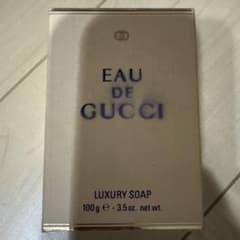 EAU
DE
GUCCI
LUXURY SOAP
100g ℮ - 3.5 oz. net wt.